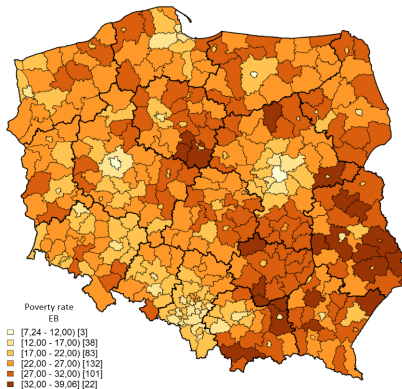 Poverty rate
EB
[7,24 - 12,00) [3]
[12,00 - 17,00) [38]
[17,00 - 22,00) [83]
[22,00 - 27,00) [132]
[27,00 - 32,00) [101]
[32,00 - 39,06] [22]